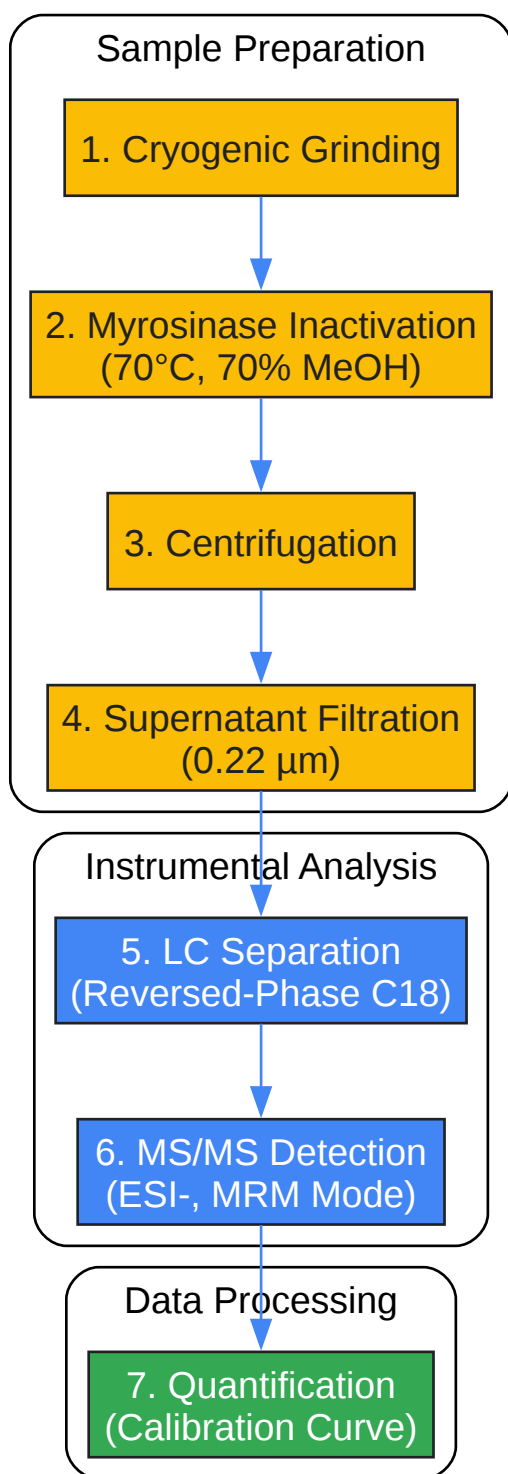 Sample Preparation
1. Cryogenic Grinding
2. Myrosinase Inactivation
(70°C, 70% MeOH)
3. Centrifugation
4. Supernatant Filtration
(0.22 µm)
Instrumental Analysis
5. LC Separation
(Reversed-Phase C18)
6. MS/MS Detection
(ESI-, MRM Mode)
Data Processing
7. Quantification
(Calibration Curve)